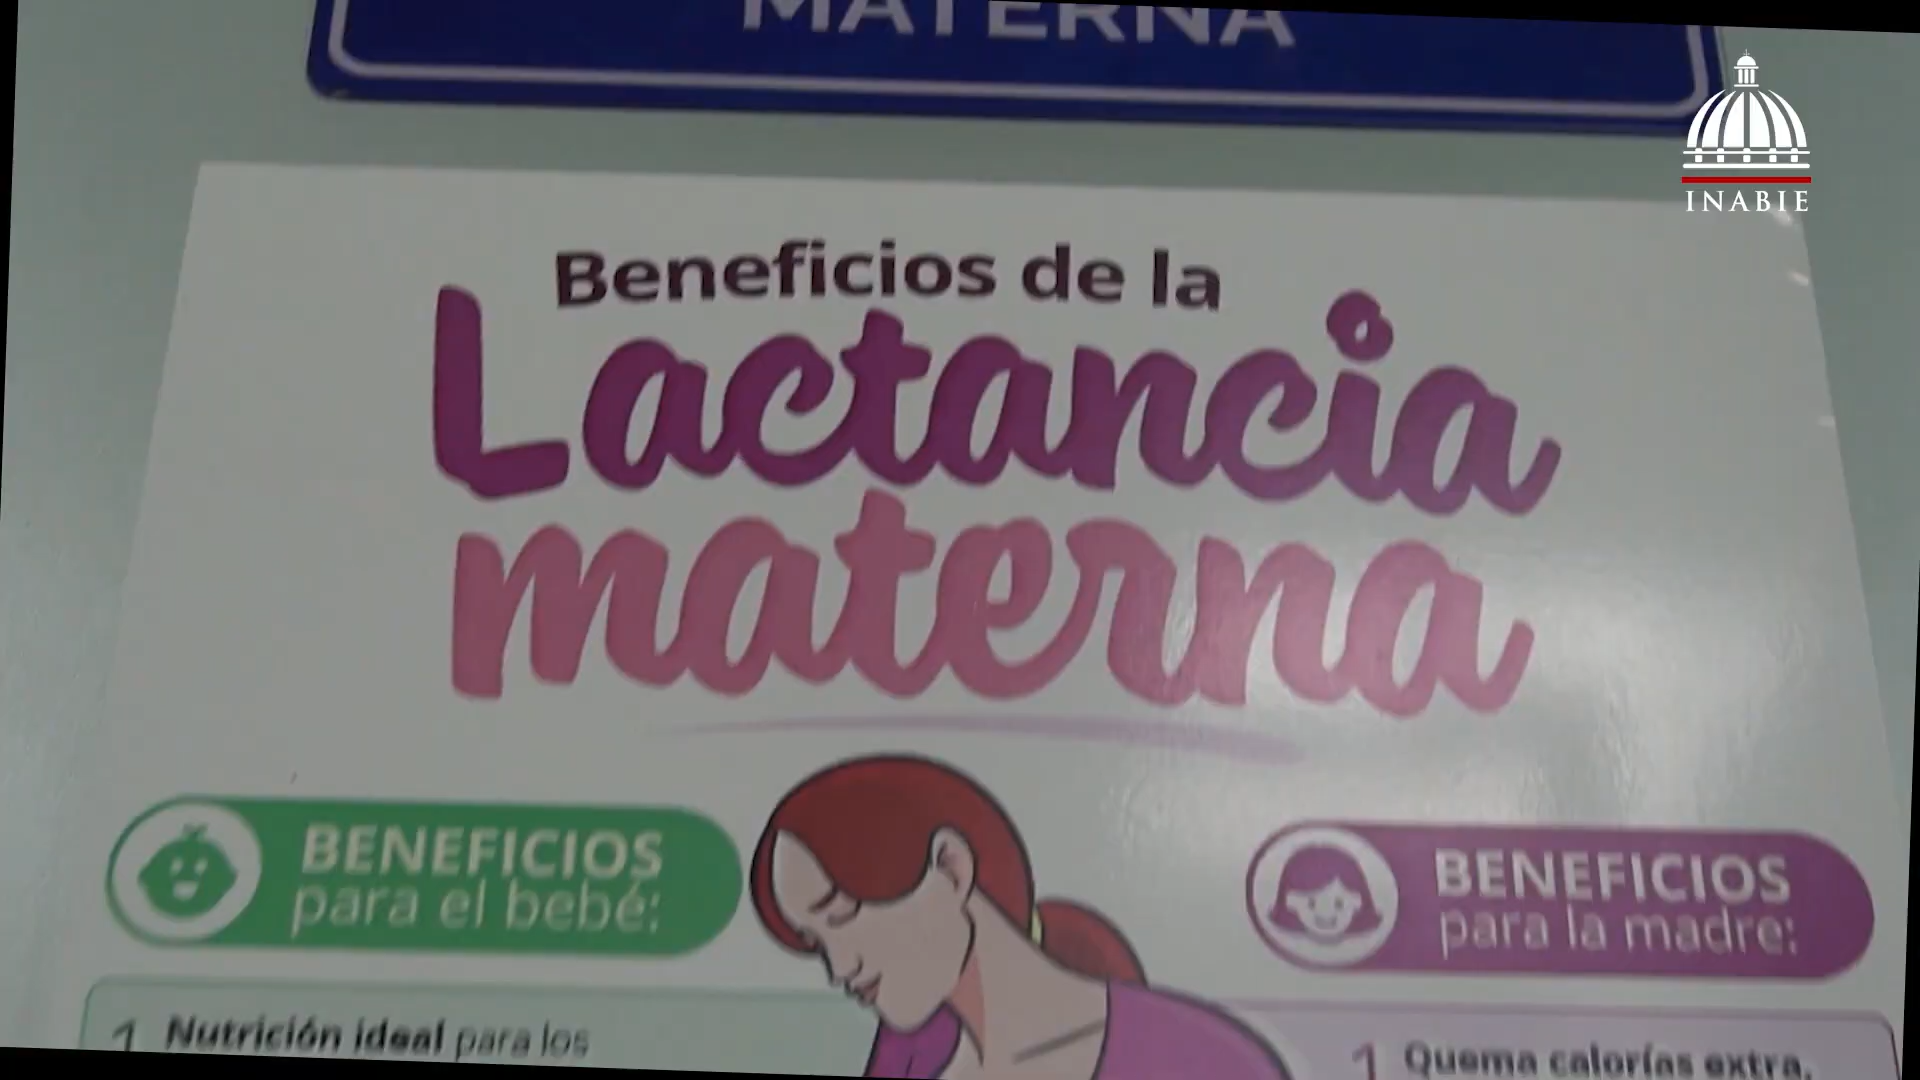 MATERNA
INABIE
Beneficios de la
Lactancia
materna
BENEFICIOS
para el bebé:
BENEFICIOS
para la madre:
1 Nutrición ideal para los
1 Quema calorías extra.